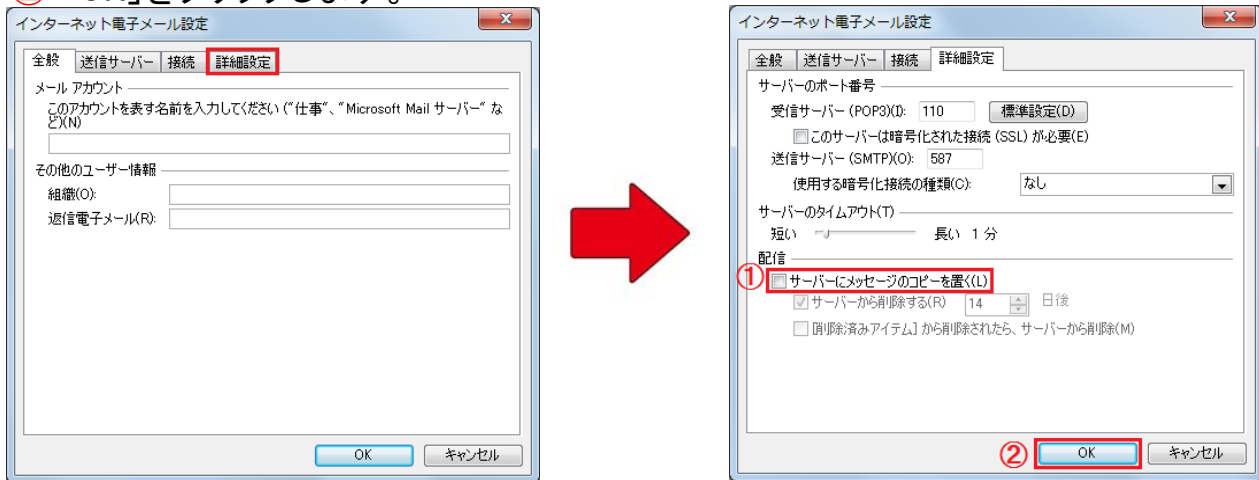 OK]をクリックします。
インターネット電子メール設定
全般 送信サーバー 接続 詳細設定
メール アカウント
このアカウントを表す名前を入力してください ("仕事"、"Microsoft Mail サーバー" な
ど)(N)
その他のユーザー情報
組織(O):
返信電子メール(R):
OK キャンセル
インターネット電子メール設定
全般 送信サーバー 接続 詳細設定
サーバーのポート番号
受信サーバー (POP3)(I): 110 標準設定(D)
このサーバーは暗号化された接続 (SSL) が必要(E)
送信サーバー (SMTP)(O): 587
使用する暗号化接続の種類(C): なし
サーバーのタイムアウト(T)
短い 長い 1 分
配信
① サーバーにメッセージのコピーを置く(L)
サーバーから削除する(R) 14 日後
[削除済みアイテム] から削除されたら、サーバーから削除(M)
② OK キャンセル